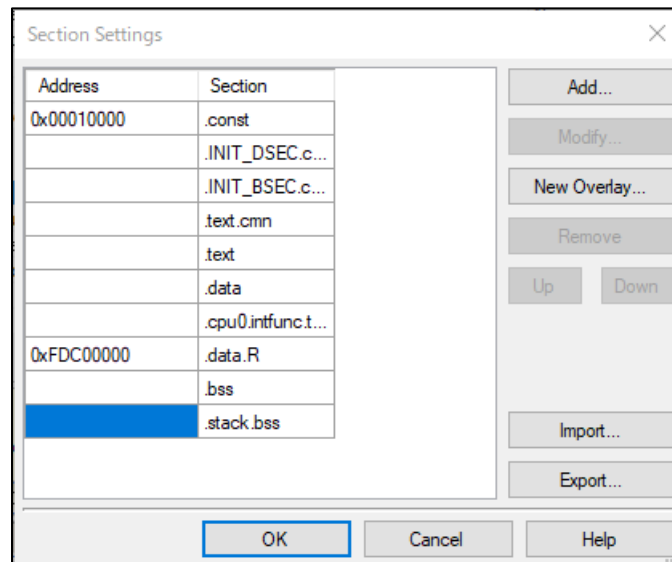 Section Settings
Address Section
0x00010000 .const
.INIT_DSEC.c...
.INIT_BSEC.c...
.text.cmn
.text
.data
.cpu0.intfunc.t...
0xFDC00000 .data.R
.bss
.stack.bss
Add...
Modify...
New Overlay...
Remove
Up Down
Import...
Export...
OK Cancel Help